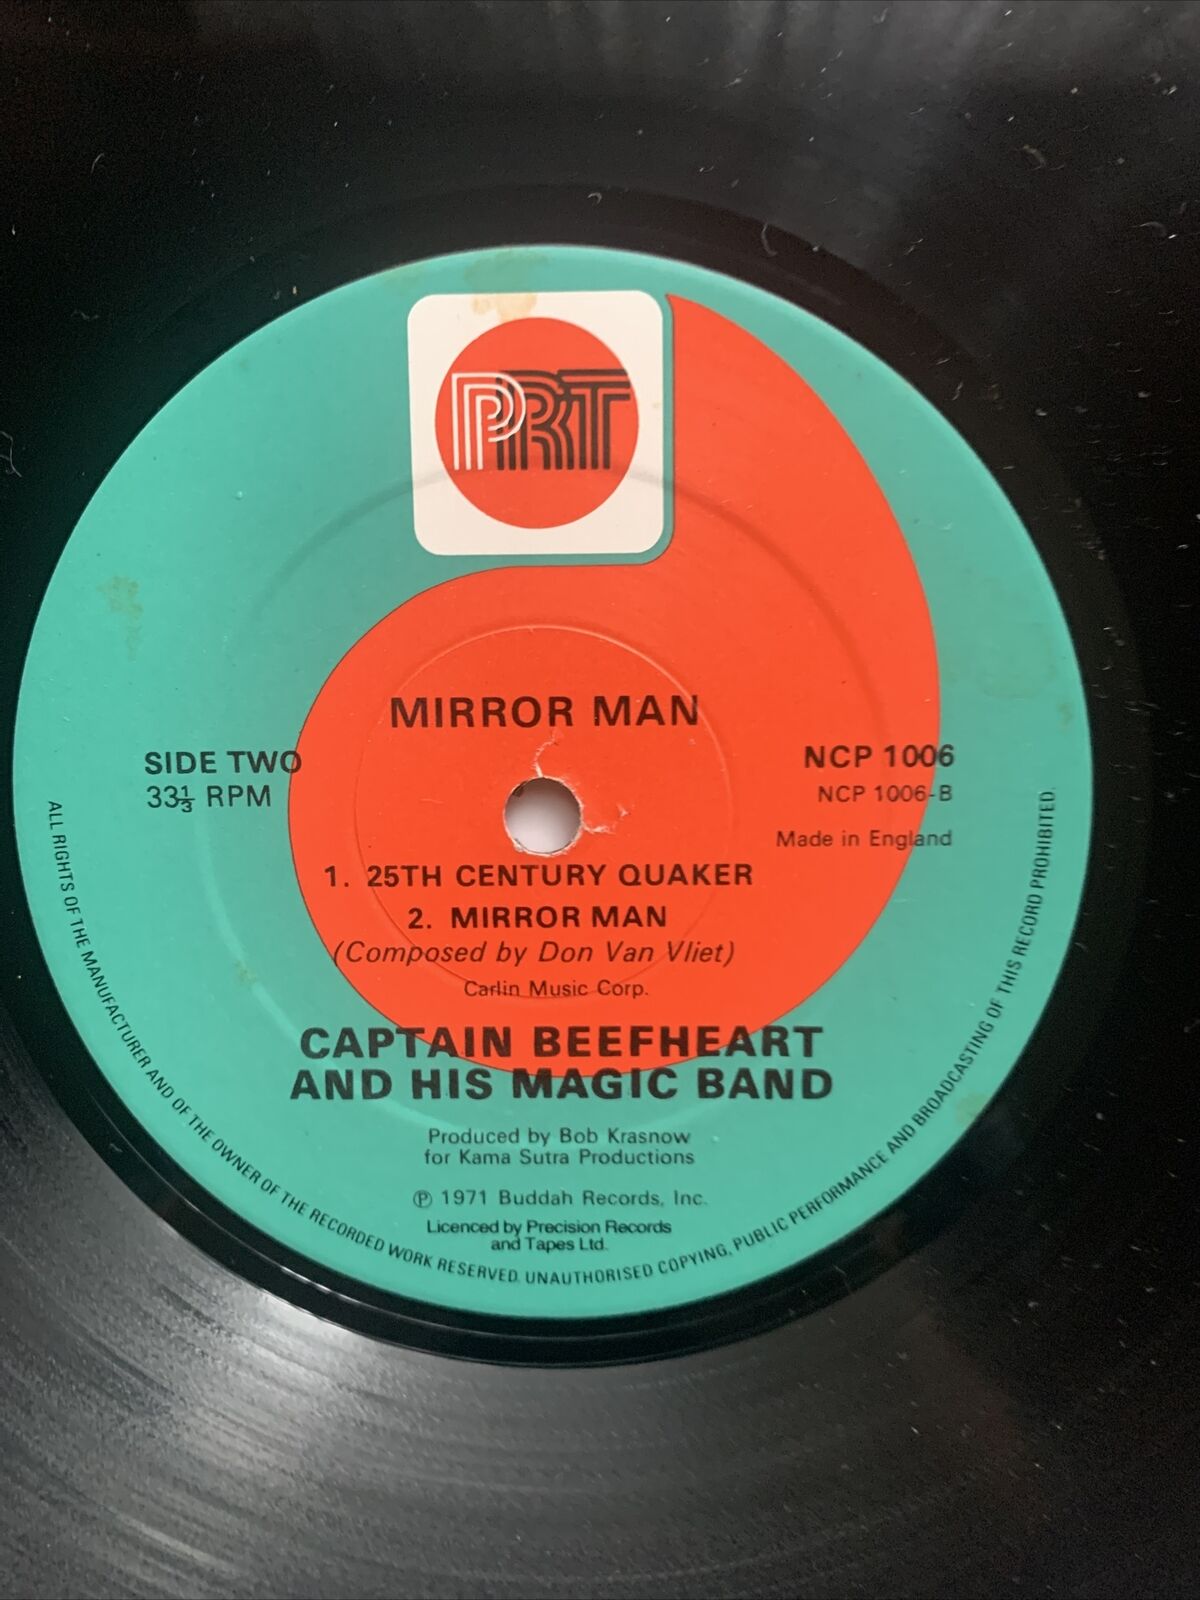 PRT
MIRROR MAN
SIDE TWO
33⅓ RPM
NCP 1006
NCP 1006-B
Made in England
1. 25TH CENTURY QUAKER
2. MIRROR MAN
(Composed by Don Van Vliet)
Carlin Music Corp.
CAPTAIN BEEFHEART
AND HIS MAGIC BAND
Produced by Bob Krasnow
for Kama Sutra Productions
℗ 1971 Buddah Records, Inc.
Licenced by Precision Records
and Tapes Ltd.
ALL RIGHTS OF THE MANUFACTURER AND OF THE OWNER OF THE RECORDED WORK RESERVED. UNAUTHORISED COPYING, PUBLIC PERFORMANCE AND BROADCASTING OF THIS RECORD PROHIBITED.